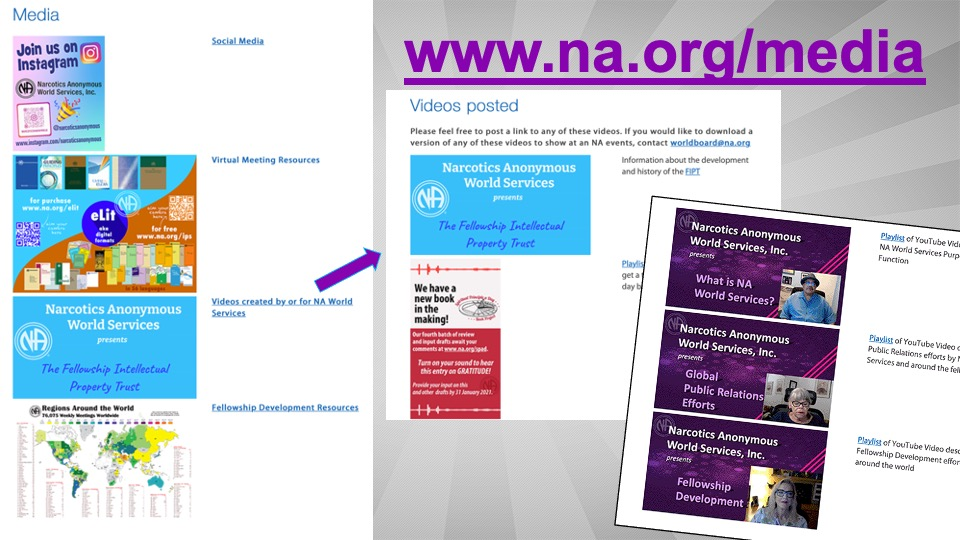 Media
Join us on
Instagram
NA
Narcotics Anonymous
World Services, Inc.
@narcoticsanonymous
www.instagram.com/narcoticsanonymous
Social Media
for purchase
www.na.org/elit
eLit
aka
digital
formats
NA
for free
www.na.org/ips
in 56 languages
Virtual Meeting Resources
Narcotics Anonymous
World Services
presents
NA
The Fellowship Intellectual
Property Trust
Videos created by or for NA World
Services
Regions Around the World
76,075 Weekly Meetings Worldwide
Fellowship Development Resources
www.na.org/media
Videos posted
Please feel free to post a link to any of these videos. If you would like to download a
version of any of these videos to show at an NA events, contact worldboard@na.org
Narcotics Anonymous
World Services
presents
NA
The Fellowship Intellectual
Property Trust
Information about the development
and history of the FIPT
We have a
new book
in the
making!
Our fourth batch of review
and input drafts await your
comments at www.na.org/spad.
Turn on your sound to hear
this entry on GRATITUDE!
Provide your input on this
and other drafts by 31 January 2021.
Playlis
get a
day b
NA
Narcotics Anonymous
World Services, Inc.
presents
What is NA
World Services?
Playlist of YouTube Vid
NA World Services Purp
Function
NA
Narcotics Anonymous
World Services, Inc.
presents
Global
Public Relations
Efforts
Playlist of YouTube Video
Public Relations efforts by
Services and around the fel
NA
Narcotics Anonymous
World Services, Inc.
presents
Fellowship
Development
Playlist of YouTube Video desc
Fellowship Development effor
around the world